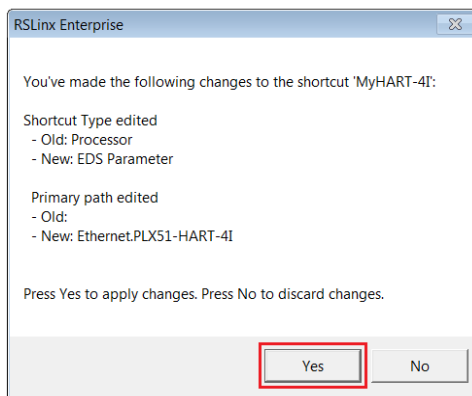 RSLinx Enterprise
You've made the following changes to the shortcut 'MyHART-4I':
Shortcut Type edited
- Old: Processor
- New: EDS Parameter
Primary path edited
- Old:
- New: Ethernet.PLX51-HART-4I
Press Yes to apply changes. Press No to discard changes.
Yes No